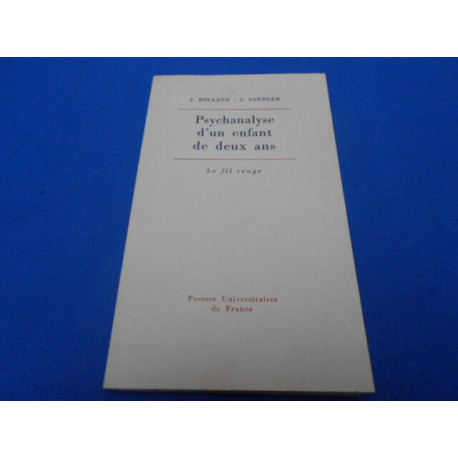 J. BOLLAND - J. SANDLER
Psychanalyse
d'un enfant
de deux ans
Le fil rouge
Presses Universitaires
de France